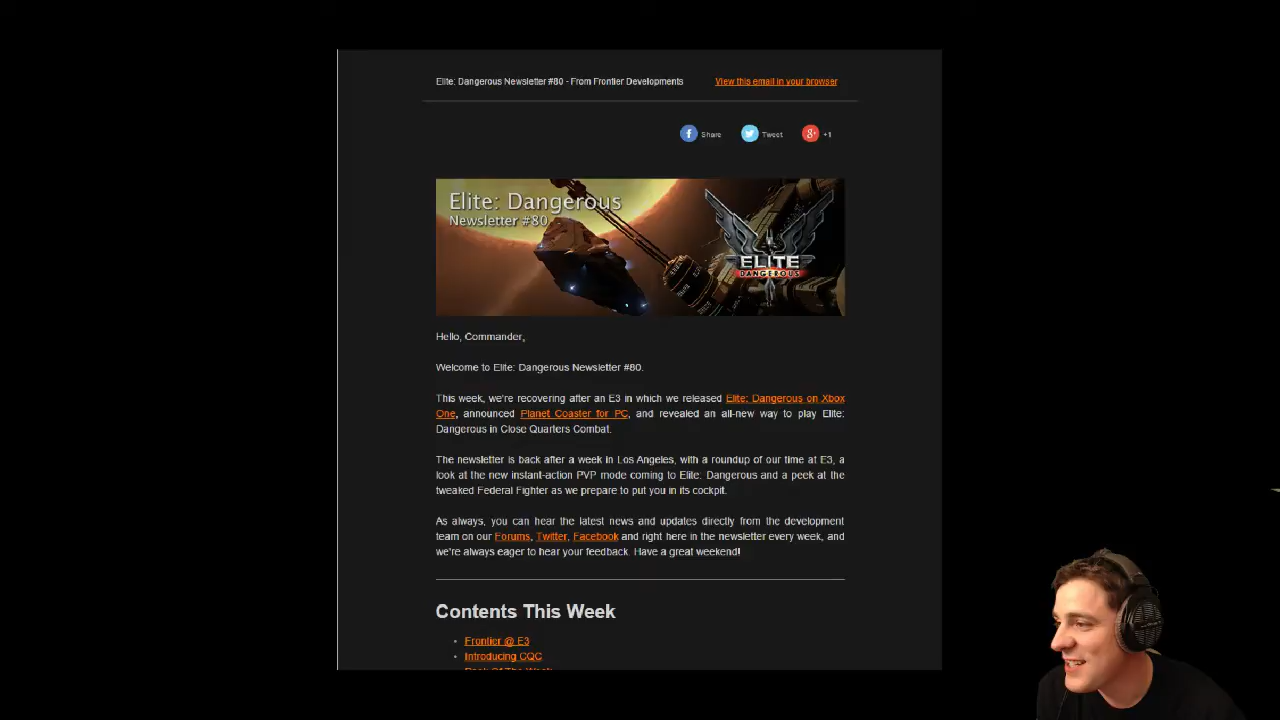 Elite: Dangerous Newsletter #80 - From Frontier Developments
View this email in your browser
Share
Tweet
+1
Elite: Dangerous
Newsletter #80
ELITE
DANGEROUS
Hello, Commander,
Welcome to Elite: Dangerous Newsletter #80.
This week, we're recovering after an E3 in which we released Elite: Dangerous on Xbox
One, announced Planet Coaster for PC, and revealed an all-new way to play Elite:
Dangerous in Close Quarters Combat.
The newsletter is back after a week in Los Angeles, with a roundup of our time at E3, a
look at the new instant-action PVP mode coming to Elite: Dangerous and a peek at the
tweaked Federal Fighter as we prepare to put you in its cockpit.
As always, you can hear the latest news and updates directly from the development
team on our Forums, Twitter, Facebook and right here in the newsletter every week, and
we're always eager to hear your feedback. Have a great weekend!
Contents This Week
• Frontier @ E3
• Introducing CQC